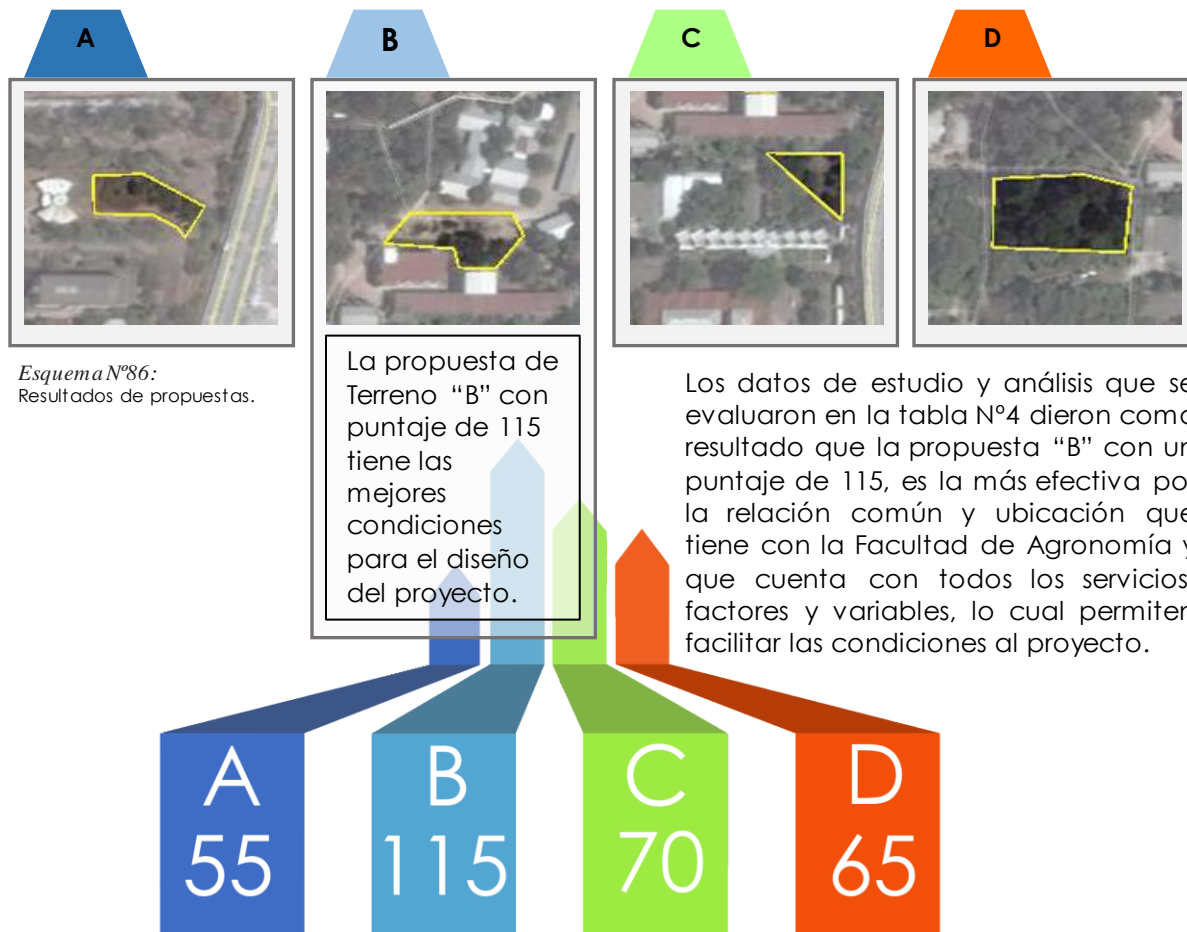 A
B
C
D
Esquema Nº86:
Resultados de propuestas.
La propuesta de
Terreno “B” con
puntaje de 115
tiene las
mejores
condiciones
para el diseño
del proyecto.
Los datos de estudio y análisis que se
evaluaron en la tabla Nº4 dieron como
resultado que la propuesta “B” con un
puntaje de 115, es la más efectiva po
la relación común y ubicación que
tiene con la Facultad de Agronomía y
que cuenta con todos los servicios
factores y variables, lo cual permiten
facilitar las condiciones al proyecto.
A
55
B
115
C
70
D
65